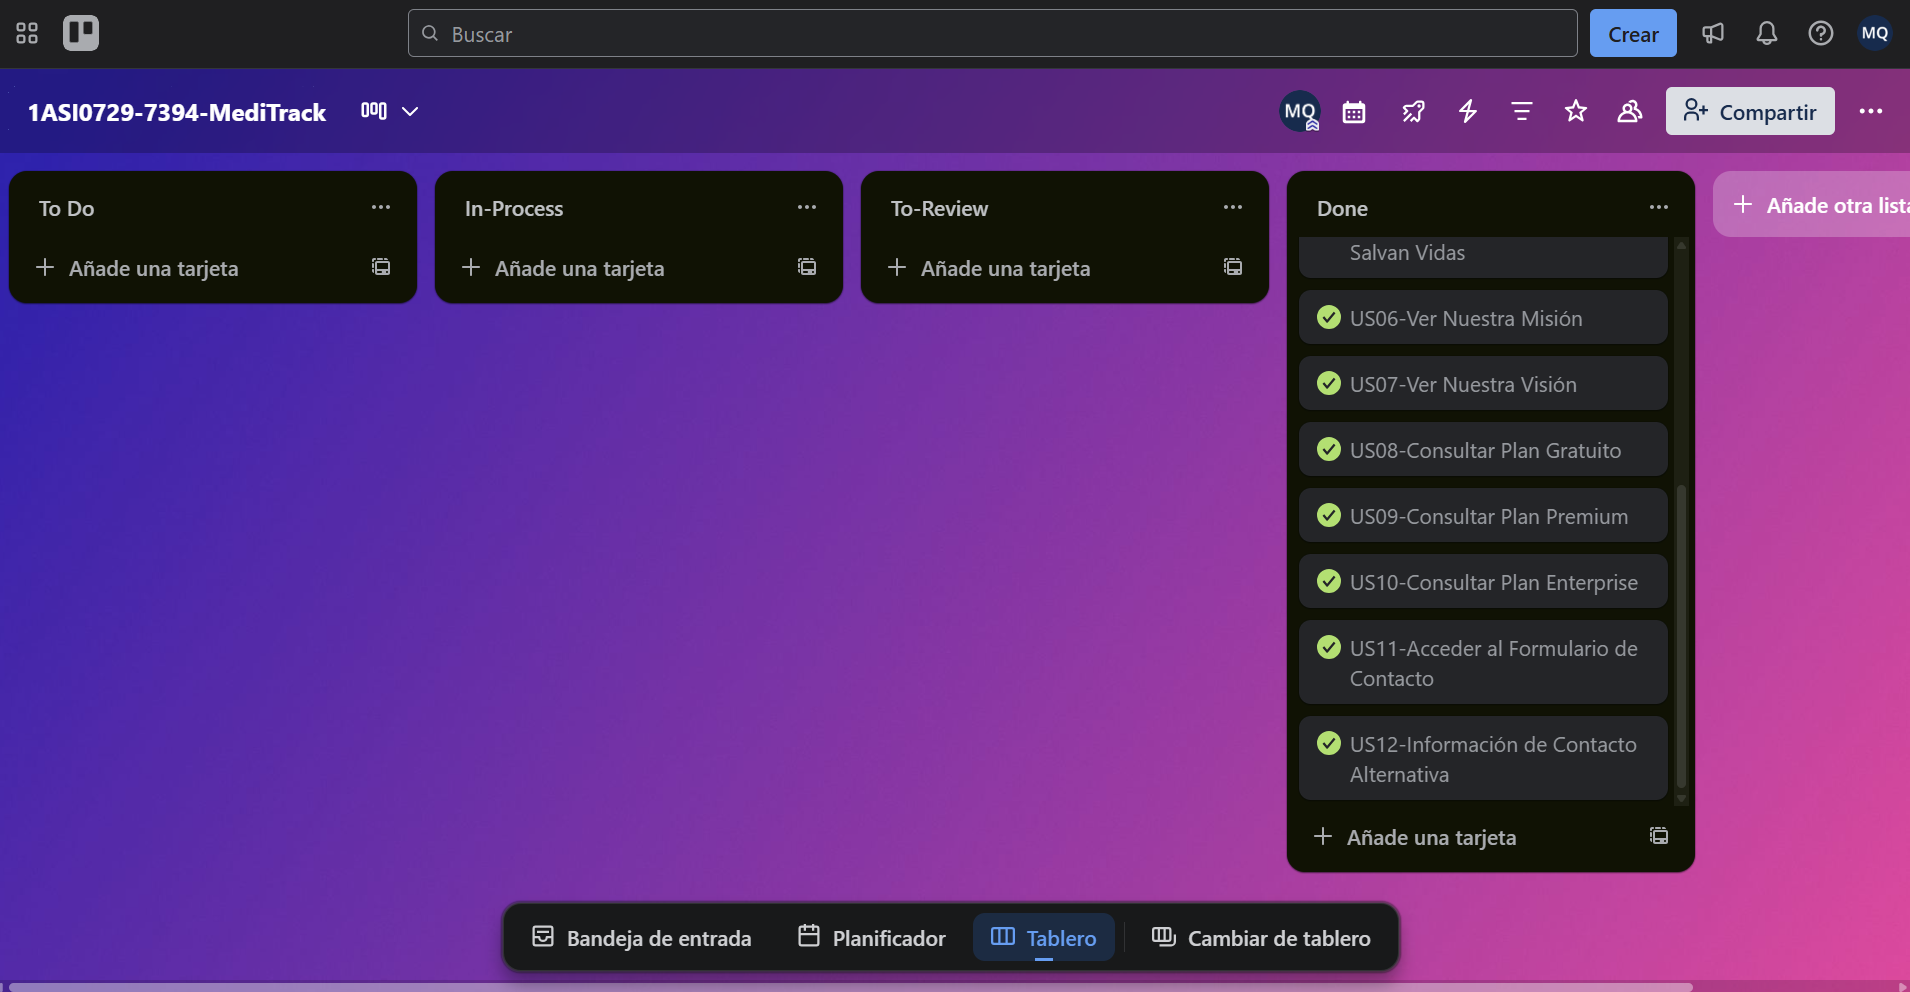 Buscar
Crear
MQ
1ASI0729-7394-MediTrack
MQ
Compartir
To Do
Añade una tarjeta
In-Process
Añade una tarjeta
To-Review
Añade una tarjeta
Done
Salvan Vidas
US06-Ver Nuestra Misión
US07-Ver Nuestra Visión
US08-Consultar Plan Gratuito
US09-Consultar Plan Premium
US10-Consultar Plan Enterprise
US11-Acceder al Formulario de
Contacto
US12-Información de Contacto
Alternativa
Añade una tarjeta
Añade otra lista
Bandeja de entrada
Planificador
Tablero
Cambiar de tablero